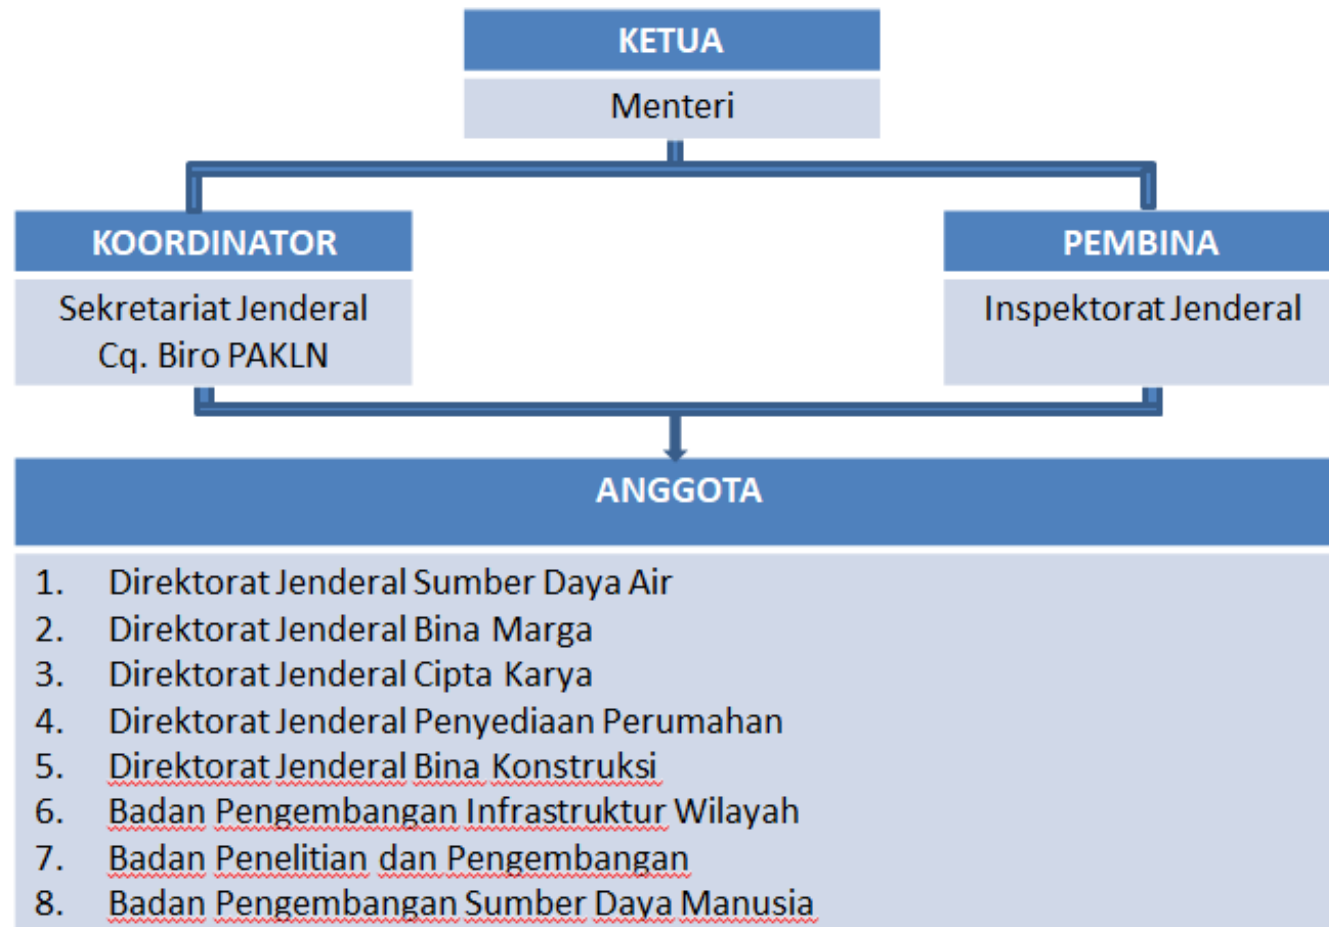 KETUA
Menteri
KOORDINATOR
Sekretariat Jenderal
Cq. Biro PAKLN
PEMBINA
Inspektorat Jenderal
ANGGOTA
1. Direktorat Jenderal Sumber Daya Air
2. Direktorat Jenderal Bina Marga
3. Direktorat Jenderal Cipta Karya
4. Direktorat Jenderal Penyediaan Perumahan
5. Direktorat Jenderal Bina Konstruksi
6. Badan Pengembangan Infrastruktur Wilayah
7. Badan Penelitian dan Pengembangan
8. Badan Pengembangan Sumber Daya Manusia